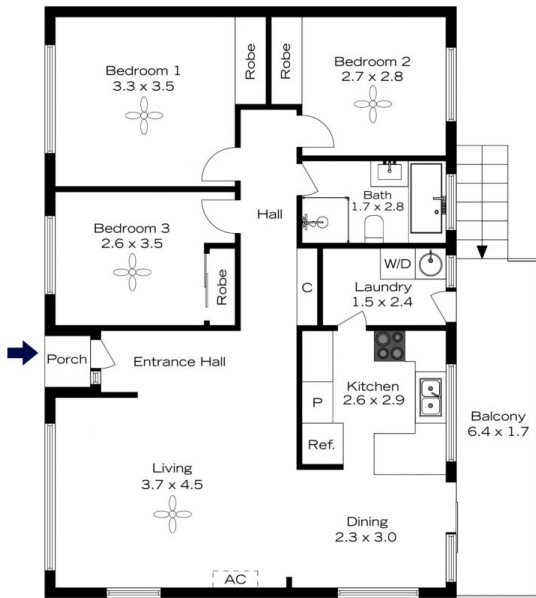 Bedroom 1
3.3 x 3.5
Robe
Robe
Bedroom 2
2.7 x 2.8
Bath
1.7 x 2.8
Hall
Bedroom 3
2.6 x 3.5
Robe
C
W/D
Laundry
1.5 x 2.4
Porch
Entrance Hall
Kitchen
2.6 x 2.9
P
Ref.
Balcony
6.4 x 1.7
Living
3.7 x 4.5
Dining
2.3 x 3.0
AC